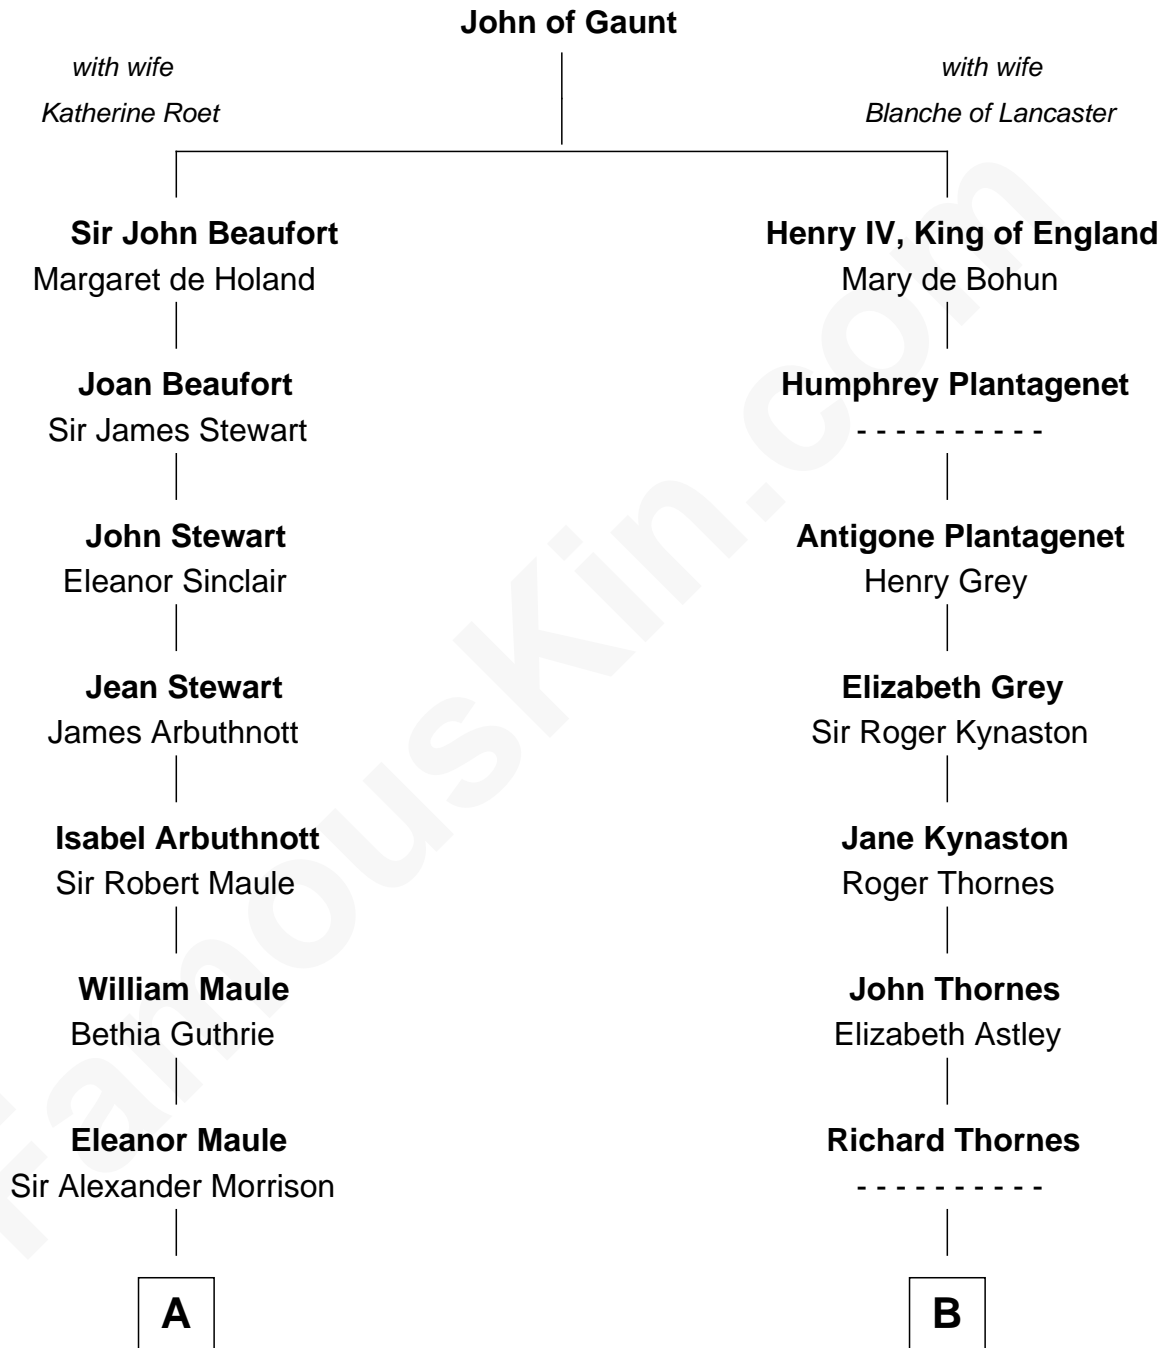 John of Gaunt
with wife
Katherine Roet
with wife
Blanche of Lancaster
Sir John Beaufort
Margaret de Holand
Henry IV, King of England
Mary de Bohun
Joan Beaufort
Sir James Stewart
Humphrey Plantagenet
- - - - - - - - - -
John Stewart
Eleanor Sinclair
Antigone Plantagenet
Henry Grey
Jean Stewart
James Arbuthnott
Elizabeth Grey
Sir Roger Kynaston
Isabel Arbuthnott
Sir Robert Maule
Jane Kynaston
Roger Thornes
William Maule
Bethia Guthrie
John Thornes
Elizabeth Astley
Eleanor Maule
Sir Alexander Morrison
Richard Thornes
- - - - - - - - - -
A
B
FamousKin.com